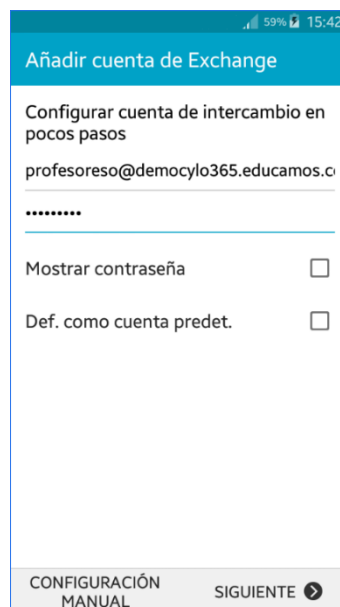 59% 15:42
Añadir cuenta de Exchange
Configurar cuenta de intercambio en
pocos pasos
profesoreso@democylo365.educamos.c
•••••••••
Mostrar contraseña
Def. como cuenta predet.
CONFIGURACIÓN
MANUAL
SIGUIENTE